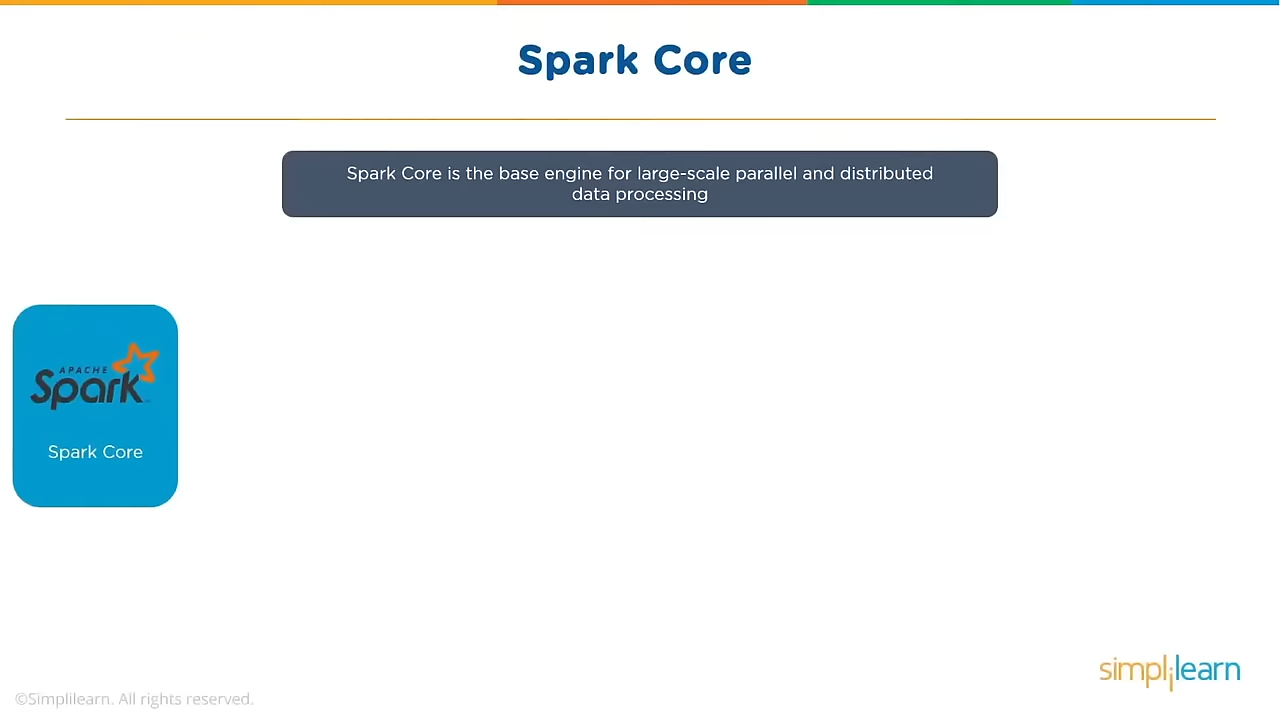 Spark Core
Spark Core is the base engine for large-scale parallel and distributed
data processing
APACHE
Spark
Spark Core
simplilearn
©Simplilearn. All rights reserved.